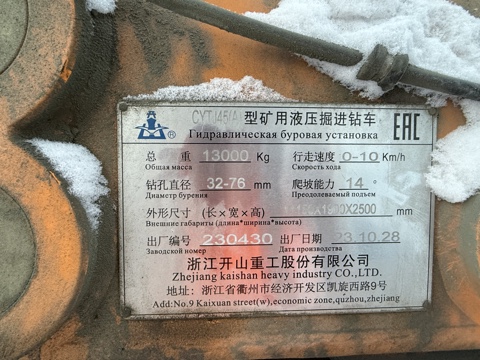 CYTJ45/A 型矿用液压掘进钻车
Гидравлическая буровая установка
EAC
总 重 13000 Kg 行走速度 0-10 Km/h
Общая масса Скорость хода
钻孔直径 32-76 mm 爬坡能力 14 °
Диаметр бурения Преодолеваемый подъем
外形尺寸 (长×宽×高) X2500 mm
Внешние габариты (длина*ширина*высота)
出厂编号 230430 出厂日期 23.10.28
Заводской номер Дата производства
浙江开山重工股份有限公司
Zhejiang kaishan heavy industry CO.,LTD.
地址: 浙江省衢州市经济开发区凯旋西路9号
Add:No.9 Kaixuan street(w),economic zone,quzhou,zhejiang